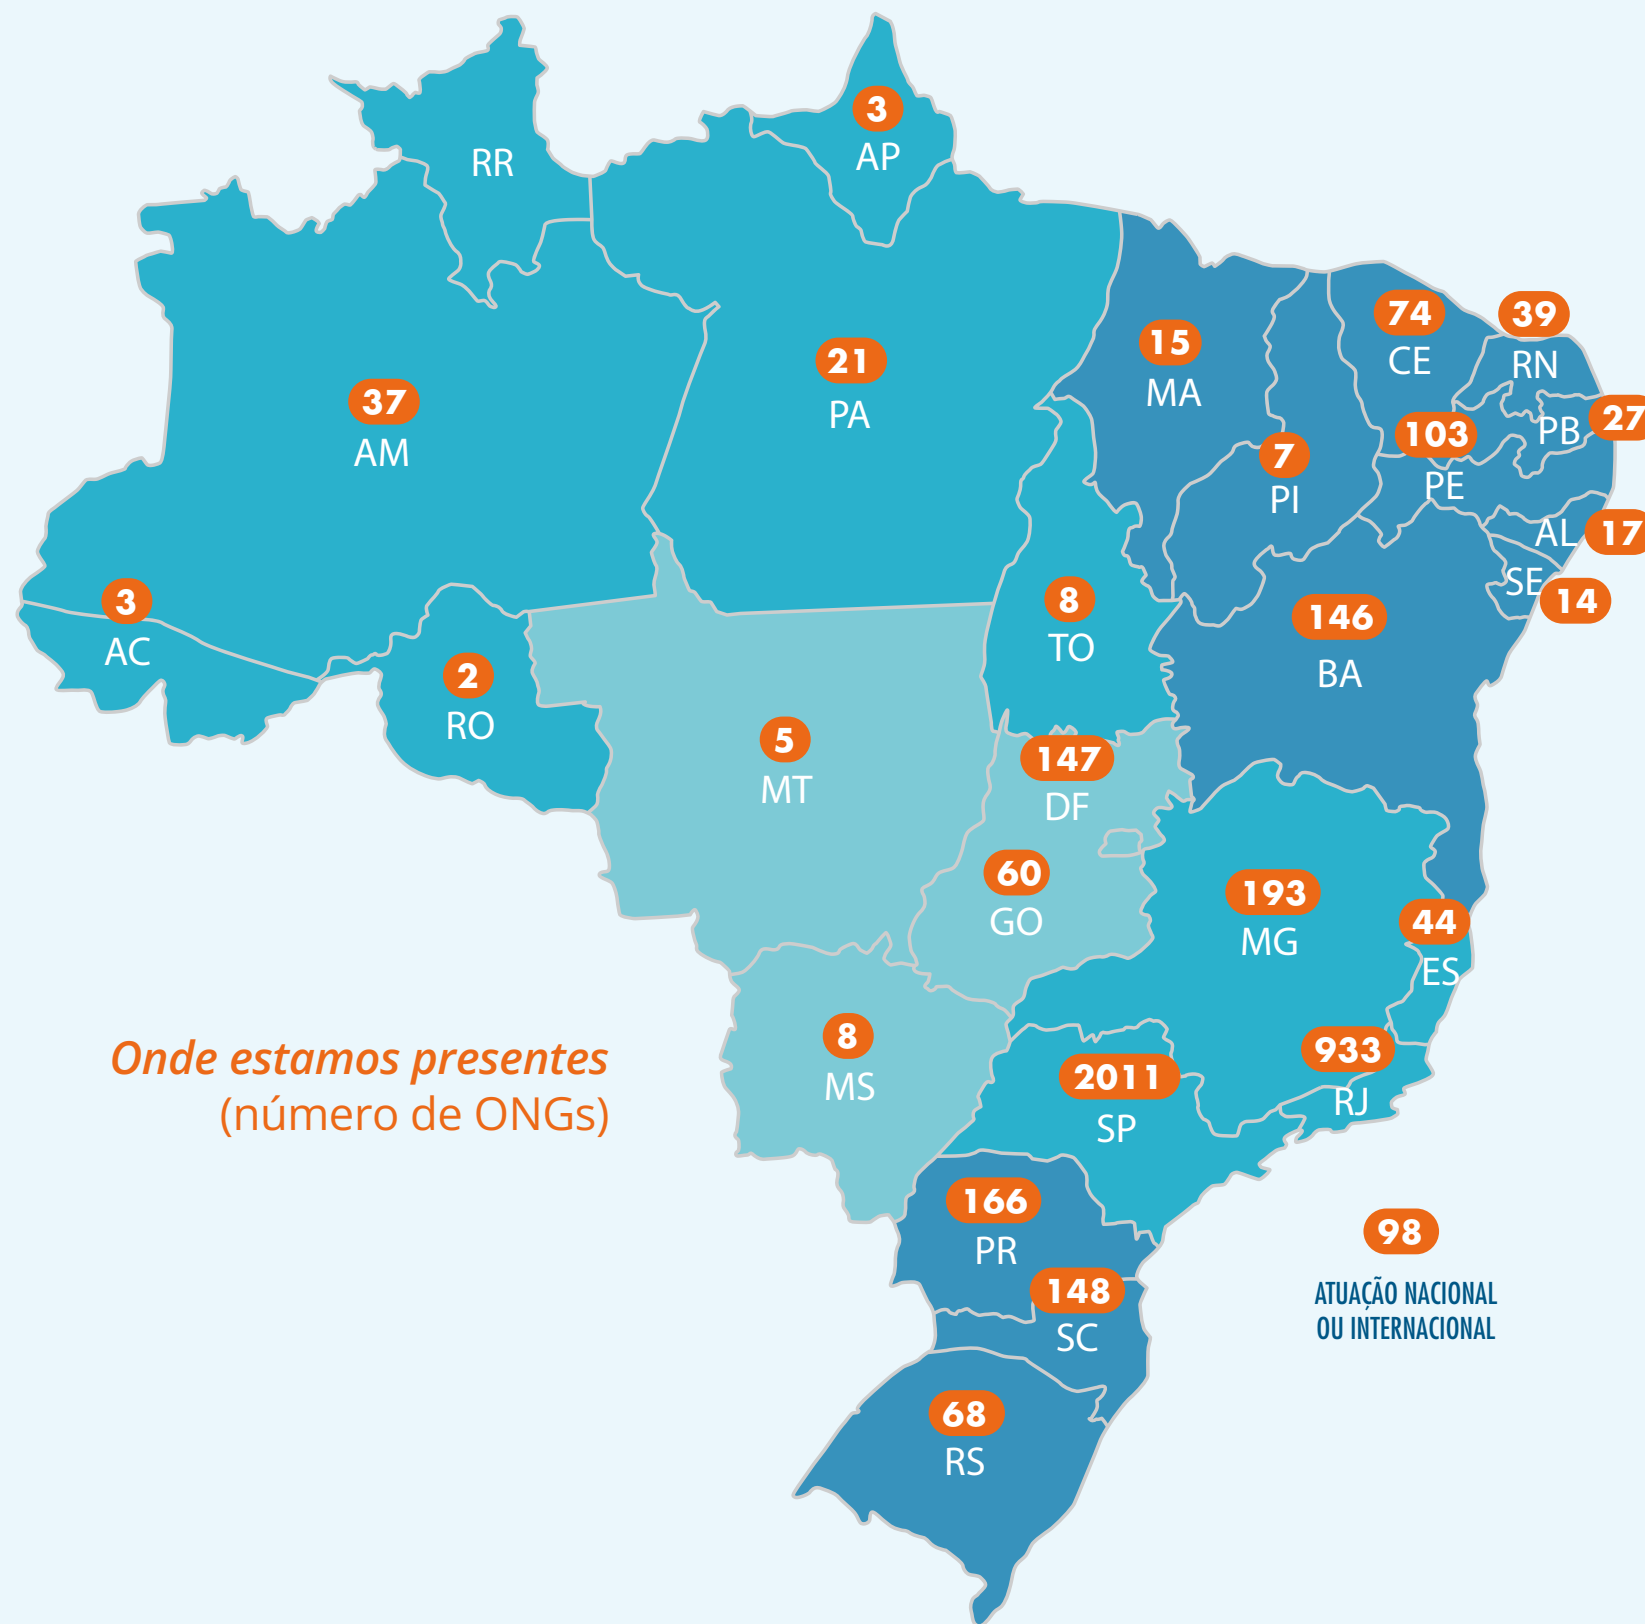 3
AP
RR
74
CE
39
RN
15
MA
21
PA
37
AM
103
PE
PB
27
7
PI
AL
17
SE
14
3
AC
8
TO
146
BA
2
RO
5
MT
147
DF
60
GO
193
MG
44
ES
8
MS
933
RJ
2011
SP
Onde estamos presentes
(número de ONGs)
166
PR
98
ATUAÇÃO NACIONAL
OU INTERNACIONAL
148
SC
68
RS